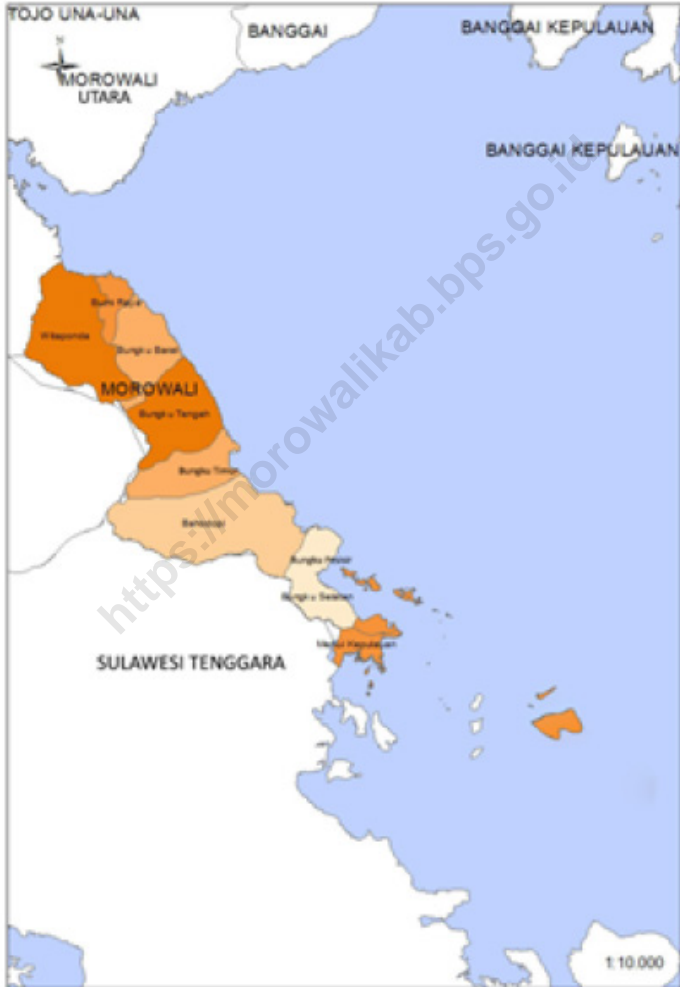 TOJO UNA-UNA
BANGGAI
BANGGAI KEPULAUAN
N
MOROWALI
UTARA
BANGGAI KEPULAUAN
Bumi Raya
Witaponda
Bungku Barat
MOROWALI
Bungku Tengah
Bungku Timur
Bahodopi
Bungku Pesisir
Bungku Selatan
Menui Kepulauan
SULAWESI TENGGARA
1:10.000
https://morowalikab.bps.go.id